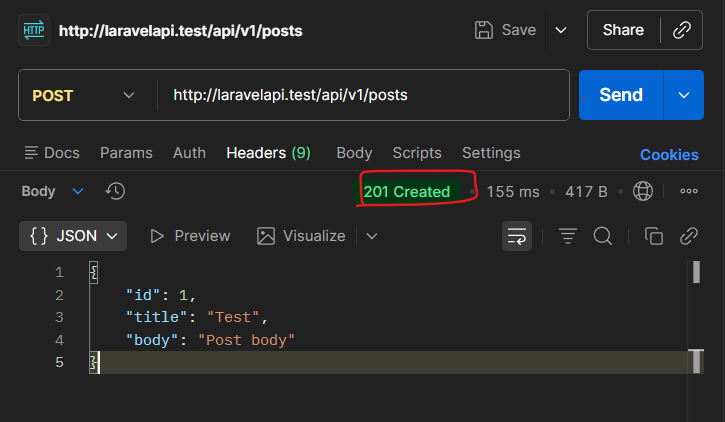 HTTP http://laravelapi.test/api/v1/posts Save Share
POST http://laravelapi.test/api/v1/posts Send
Docs Params Auth Headers (9) Body Scripts Settings Cookies
Body 201 Created • 155 ms • 417 B •
{} JSON Preview Visualize
1 {
2 "id": 1,
3 "title": "Test",
4 "body": "Post body"
5 }